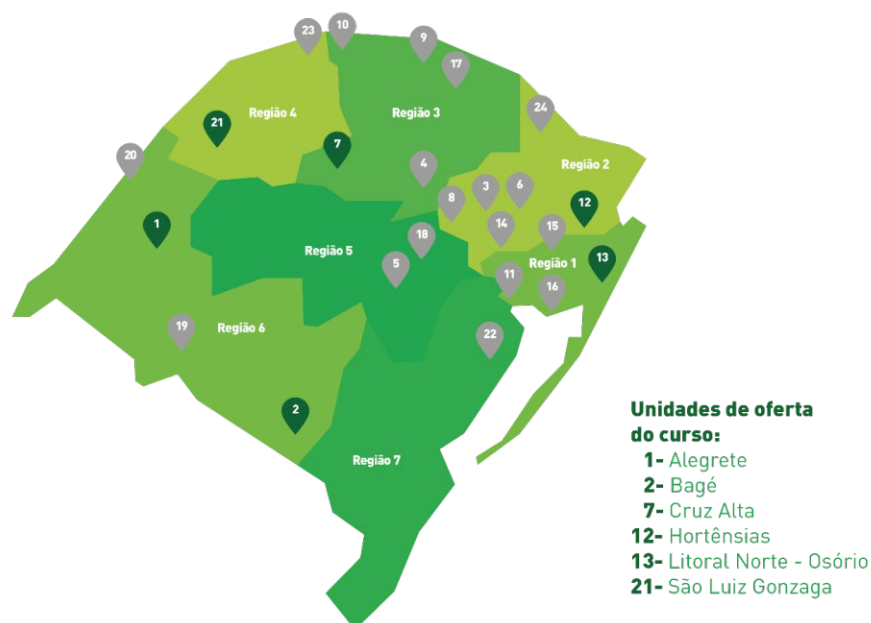 23
10
9
17
24
Região 4
Região 3
21
7
20
4
Região 2
3
6
8
12
1
14
15
18
Região 5
5
Região 1
13
11
16
19
Região 6
22
2
Região 7
Unidades de oferta
do curso:
1- Alegrete
2- Bagé
7- Cruz Alta
12- Hortênsias
13- Litoral Norte - Osório
21- São Luiz Gonzaga